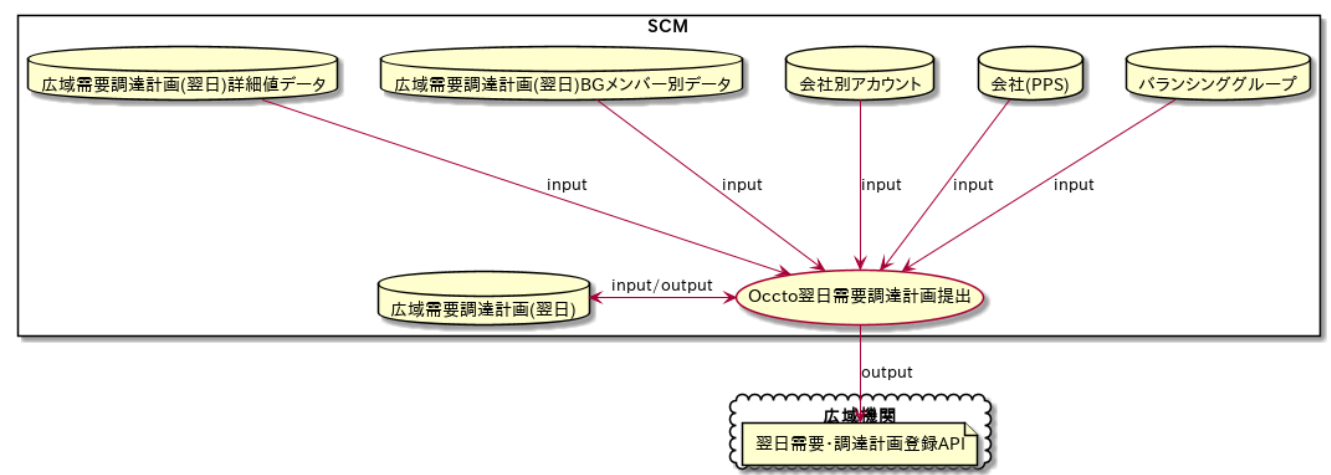 SCM
広域需要調達計画(翌日)詳細値データ
広域需要調達計画(翌日)BGメンバー別データ
会社別アカウント
会社(PPS)
バランシンググループ
input
input
input
input
input
広域需要調達計画(翌日)
input/output
Occto翌日需要調達計画提出
output
広域機関
翌日需要・調達計画登録API